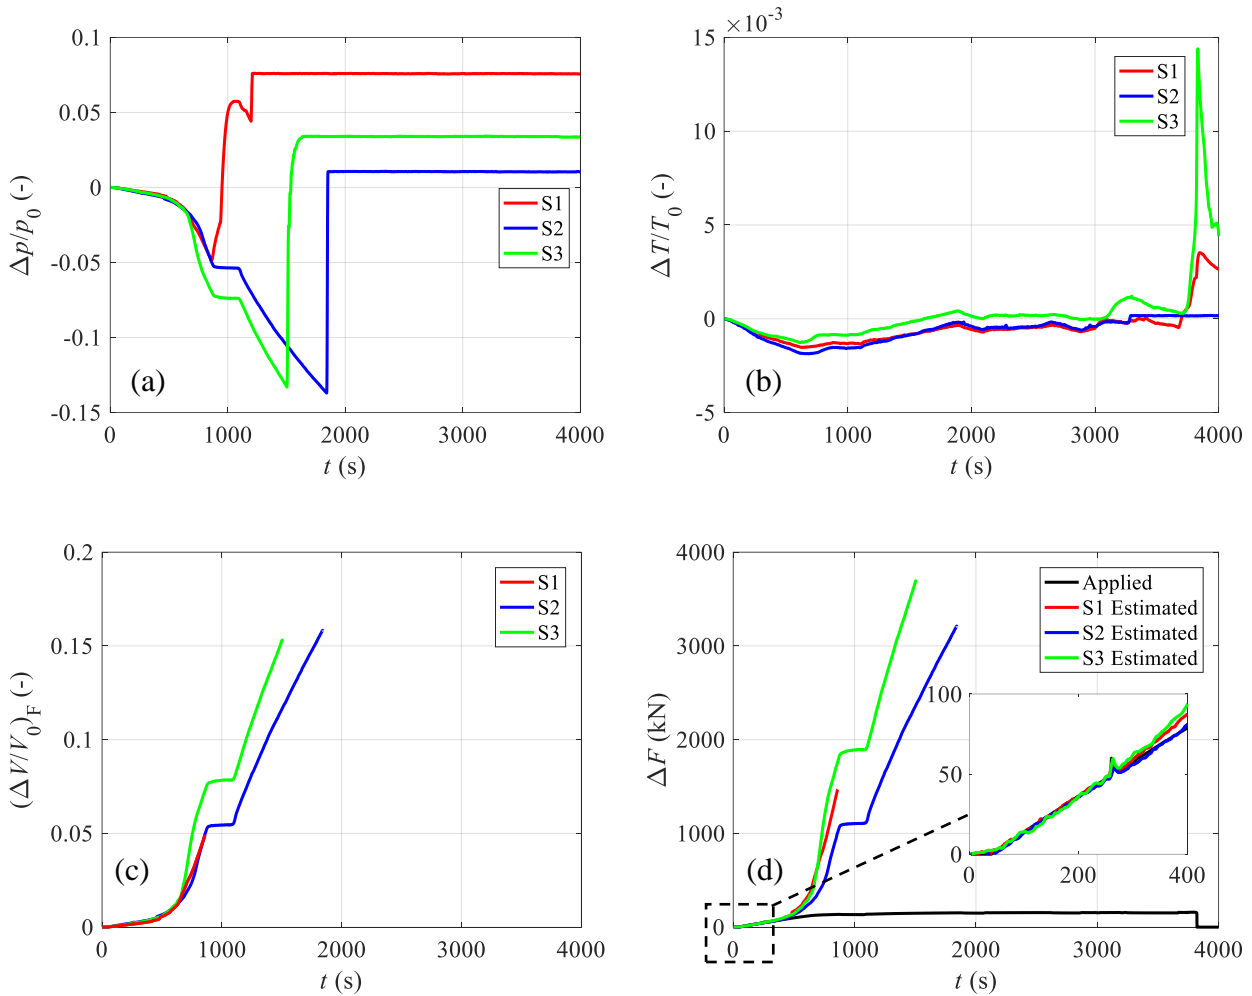 0.1
0.05
0
-0.05
-0.1
-0.15
0
1000
2000
3000
4000
t (s)
Δp/p0 (-)
S1
S2
S3
(a)
×10-3
15
10
5
0
-5
0
1000
2000
3000
4000
t (s)
ΔT/T0 (-)
S1
S2
S3
(b)
0.2
0.15
0.1
0.05
0
0
1000
2000
3000
4000
t (s)
(ΔV/V0)F (-)
S1
S2
S3
(c)
4000
3000
2000
1000
0
0
1000
2000
3000
4000
t (s)
ΔF (kN)
Applied
S1 Estimated
S2 Estimated
S3 Estimated
100
50
0
0
200
400
(d)